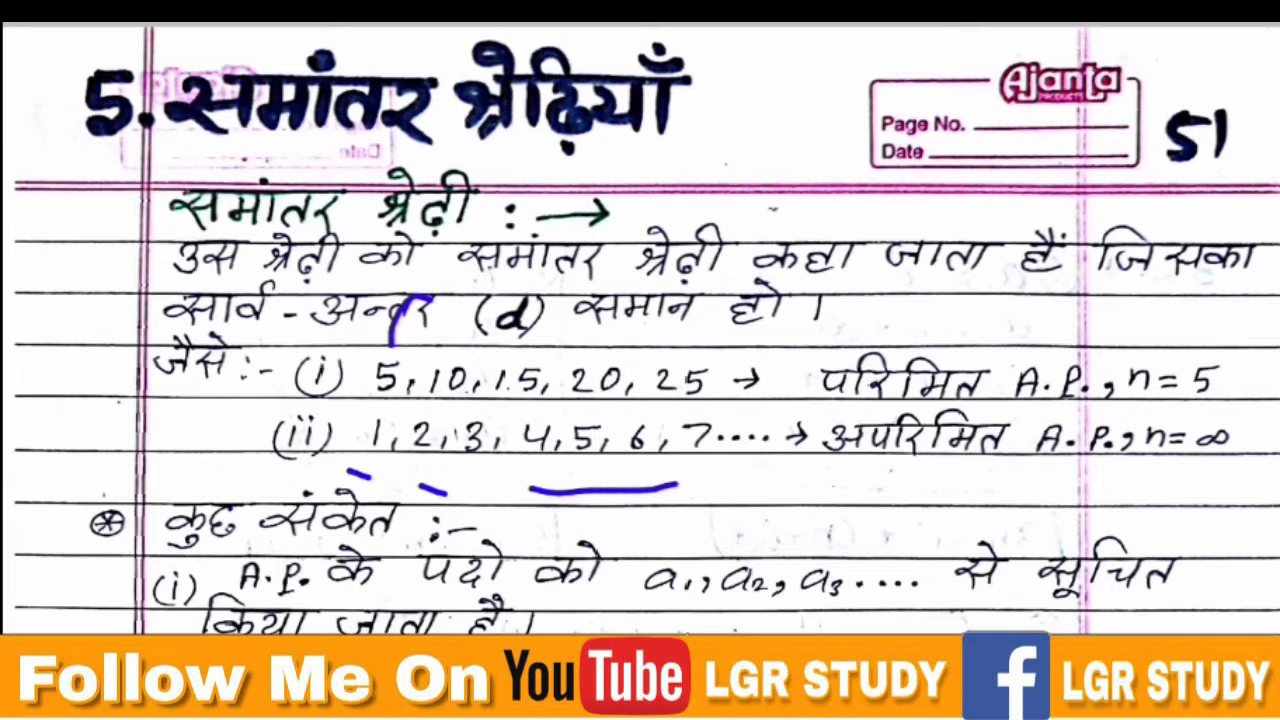 5. समांतर श्रेढ़ियाँ
Ajanta
PRODUCTS
Page No.
Date
51
समांतर श्रेढ़ी :→
उस श्रेढ़ी को समांतर श्रेढ़ी कहा जाता हैं जिसका
सार्व - अन्तर (d) समान हो।
जैसे:- (i) 5, 10, 15, 20, 25 → परिमित A.P., n = 5
(ii) 1, 2, 3, 4, 5, 6, 7.... → अपरिमित A.P., n = ∞
* कुछ संकेत :-
(i) A.P. के पदो को a₁, a₂, a₃.... से सूचित
किया जाता है।
Follow Me On YouTube LGR STUDY f LGR STUDY